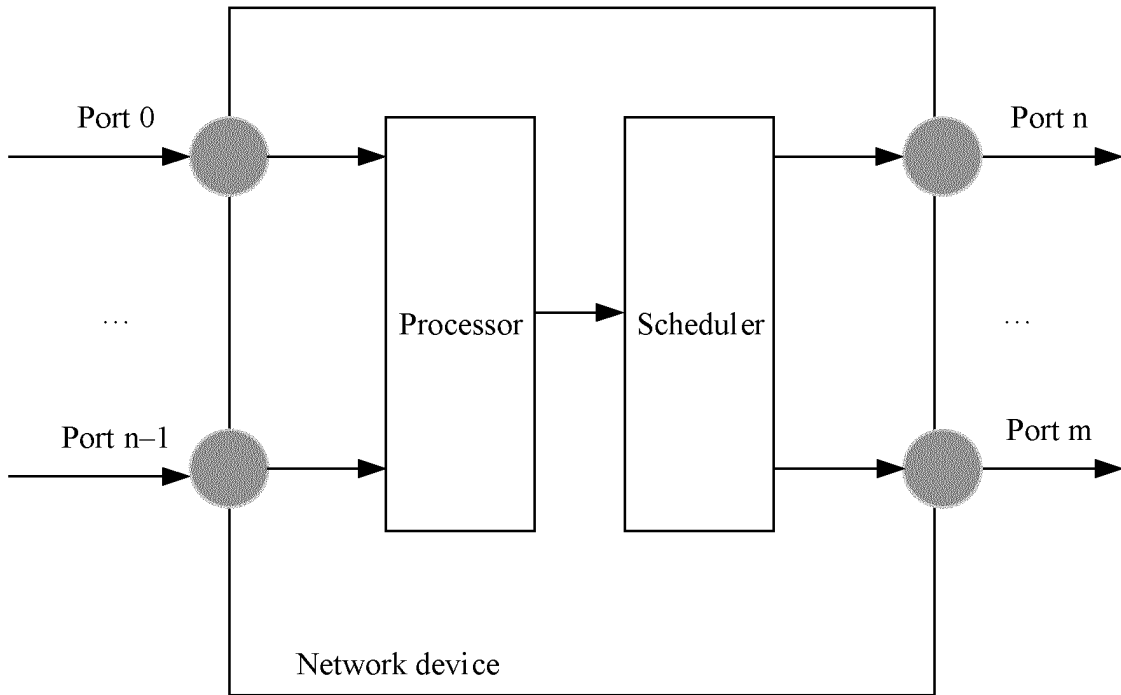 Port 0
Port n
Processor
Scheduler
...
...
Port n–1
Port m
Network device